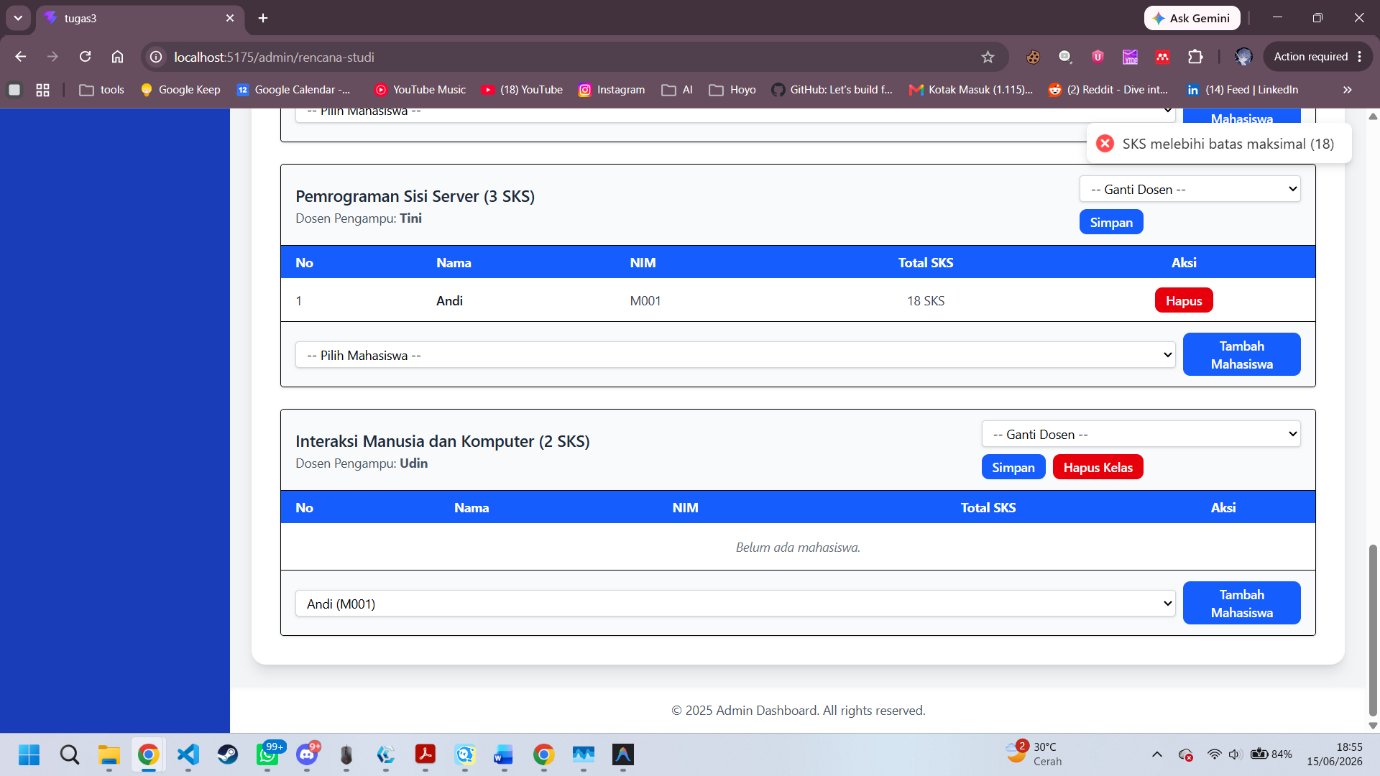 tugas3
Ask Gemini
localhost:5175/admin/rencana-studi
Action required
tools
Google Keep
Google Calendar -...
YouTube Music
(18) YouTube
Instagram
AI
Hoyo
GitHub: Let's build f...
Kotak Masuk (1.115)...
(2) Reddit - Dive int...
(14) Feed | LinkedIn
-- Pilih Mahasiswa --
Mahasiswa
SKS melebihi batas maksimal (18)
Pemrograman Sisi Server (3 SKS)
Dosen Pengampu: Tini
-- Ganti Dosen --
Simpan
No Nama NIM Total SKS Aksi
1 Andi M001 18 SKS Hapus
-- Pilih Mahasiswa --
Tambah
Mahasiswa
Interaksi Manusia dan Komputer (2 SKS)
Dosen Pengampu: Udin
-- Ganti Dosen --
Simpan Hapus Kelas
No Nama NIM Total SKS Aksi
Belum ada mahasiswa.
Andi (M001)
Tambah
Mahasiswa
© 2025 Admin Dashboard. All rights reserved.
99+
9+
2
30°C
Cerah
84%
18:55
15/06/2026